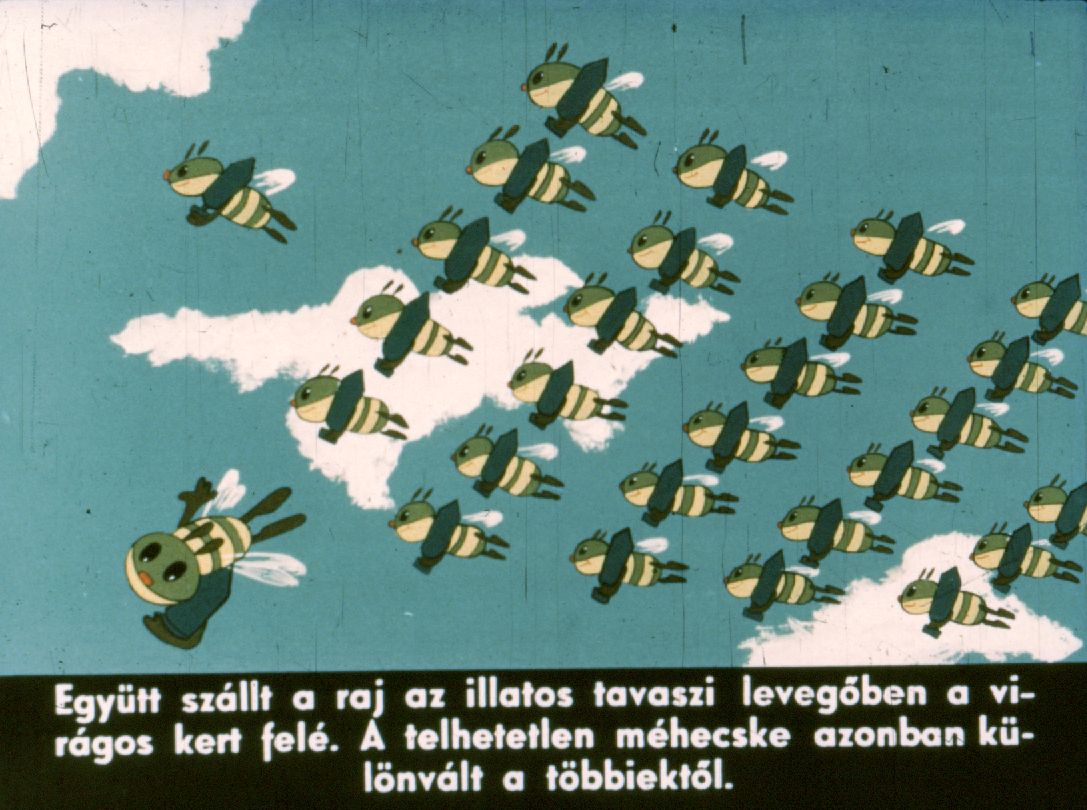 Együtt szállt a raj az illatos tavaszi levegőben a vi-
rágos kert felé. A telhetetlen méhecske azonban kü-
lönvált a többiektől.